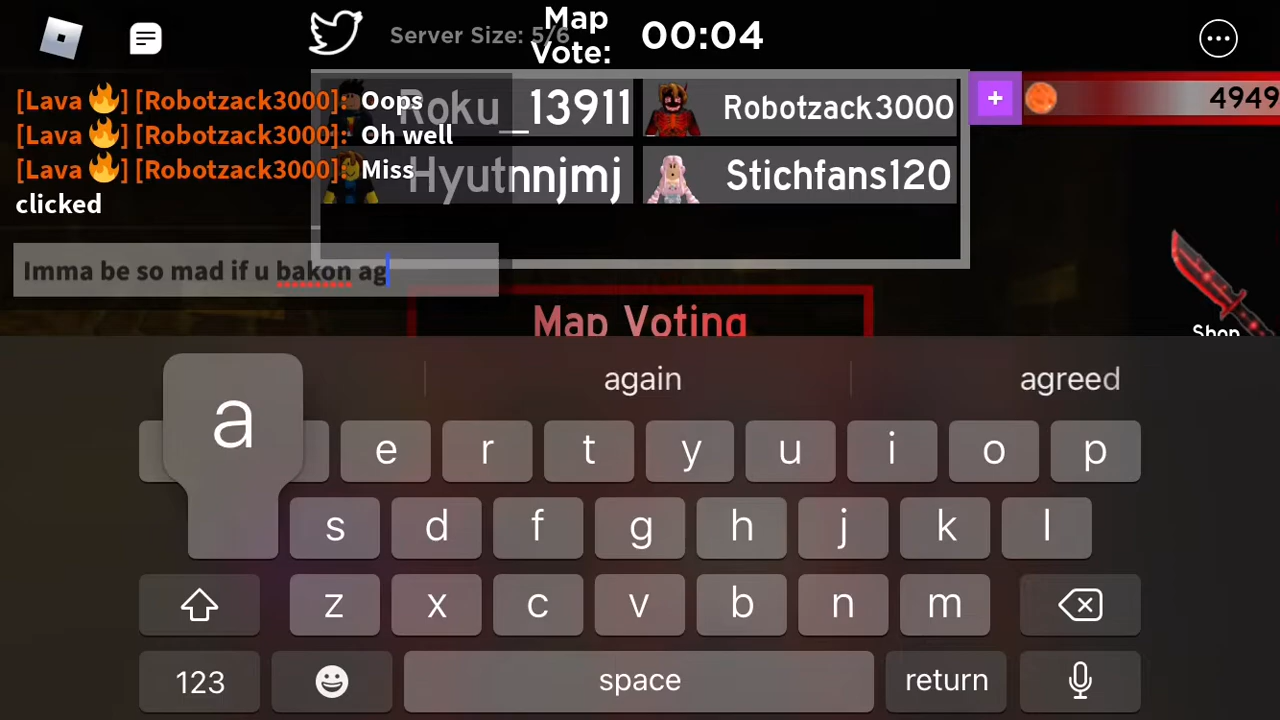 Server Size: 5/6
Map
Vote:
00:04
[Lava🔥] [Robotzack3000]: Oops
[Lava🔥] [Robotzack3000]: Oh well
[Lava🔥] [Robotzack3000]: Miss
clicked
Roku_13911
Robotzack3000
Hyutnnjmj
Stichfans120
+
4949
Imma be so mad if u bakon ag
Map Voting
Shop
again
agreed
e r t y u i o p
a s d f g h j k l
z x c v b n m
123
space
return